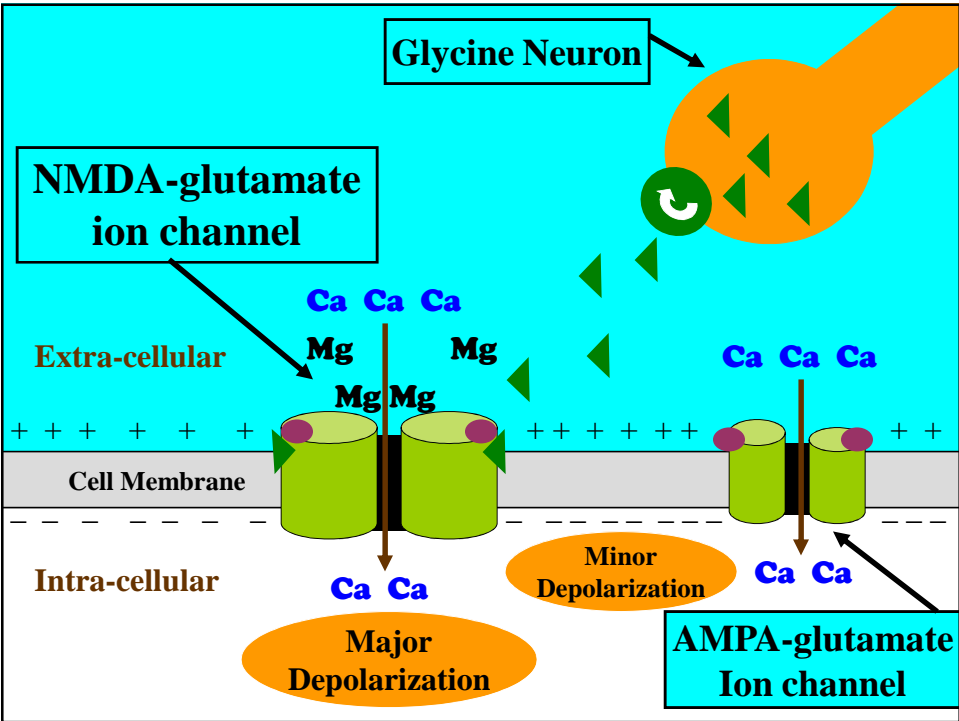 Glycine Neuron
NMDA-glutamate
ion channel
Ca Ca Ca
Extra-cellular
Mg Mg
Mg Mg
Ca Ca Ca
+ + + + + + + + + + + + + + + +
Cell Membrane
– – – – – – – – – – – – – – – – – – –
Intra-cellular
Ca Ca
Minor
Depolarization
Ca Ca
Major
Depolarization
AMPA-glutamate
Ion channel